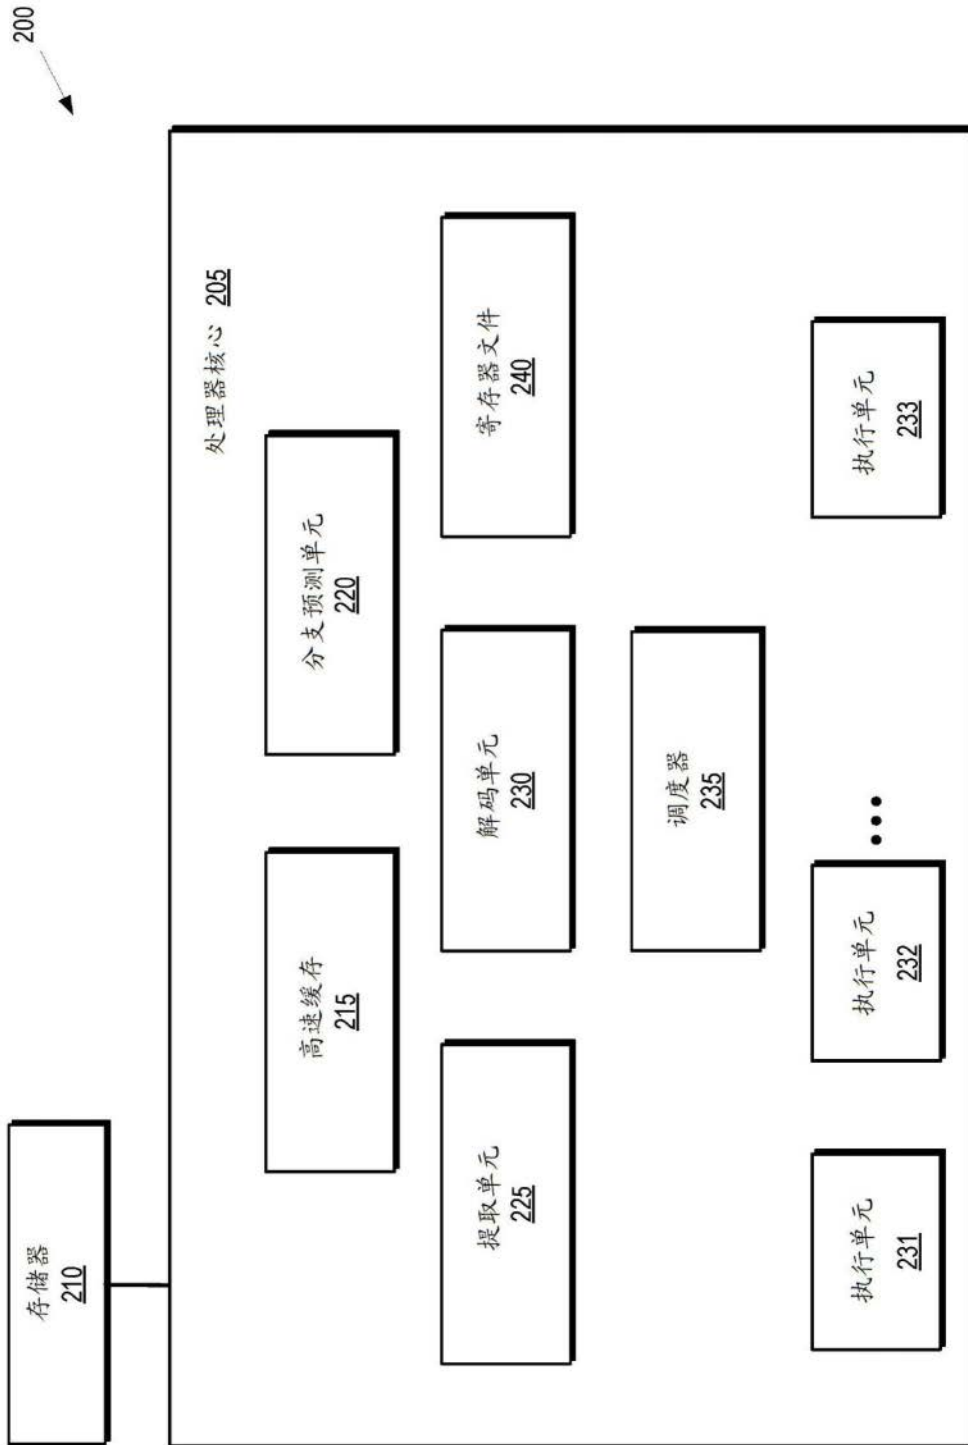 200
存储器
210
处理器核心 205
高速缓存
215
分支预测单元
220
提取单元
225
解码单元
230
寄存器文件
240
调度器
235
执行单元
231
执行单元
232
•••
执行单元
233